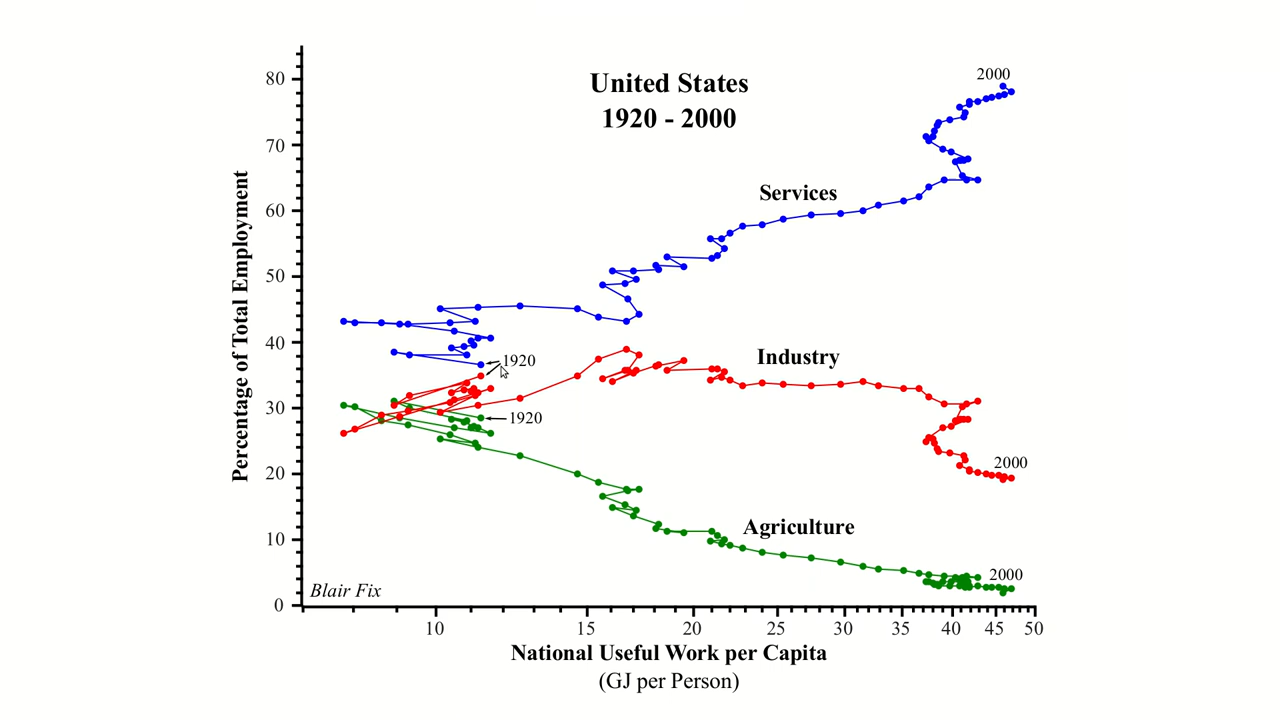 United States
1920 - 2000
2000
Services
1920
Industry
1920
2000
Agriculture
2000
Blair Fix
Percentage of Total Employment
80
70
60
50
40
30
20
10
0
10 15 20 25 30 35 40 45 50
National Useful Work per Capita
(GJ per Person)